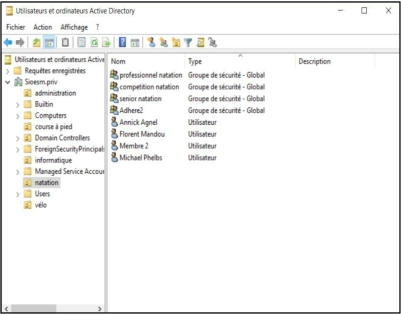 Utilisateurs et ordinateurs Active Directory
Fichier Action Affichage ?
Utilisateurs et ordinateurs Active
Requêtes enregistrées
Sioesm.priv
administration
Builtin
Computers
course à pied
Domain Controllers
ForeignSecurityPrincipals
informatique
Managed Service Accour
natation
Users
vélo
Nom Type Description
professionnel natation Groupe de sécurité - Global
competition natation Groupe de sécurité - Global
senior natation Groupe de sécurité - Global
Adhere2 Groupe de sécurité - Global
Annick Agnel Utilisateur
Florent Mandou Utilisateur
Membre 2 Utilisateur
Michael Phelbs Utilisateur